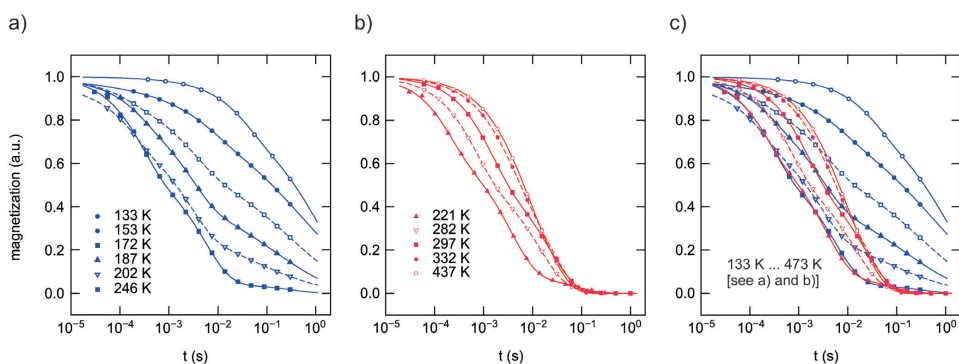 a)
magnetization (a.u.)
1.0
0.8
0.6
0.4
0.2
0.0
133 K
153 K
172 K
187 K
202 K
246 K
10⁻⁵ 10⁻⁴ 10⁻³ 10⁻² 10⁻¹ 10⁰
t (s)
b)
1.0
0.8
0.6
0.4
0.2
0.0
221 K
282 K
297 K
332 K
437 K
10⁻⁵ 10⁻⁴ 10⁻³ 10⁻² 10⁻¹ 10⁰
t (s)
c)
1.0
0.8
0.6
0.4
0.2
0.0
133 K ... 473 K
[see a) and b)]
10⁻⁵ 10⁻⁴ 10⁻³ 10⁻² 10⁻¹ 10⁰
t (s)